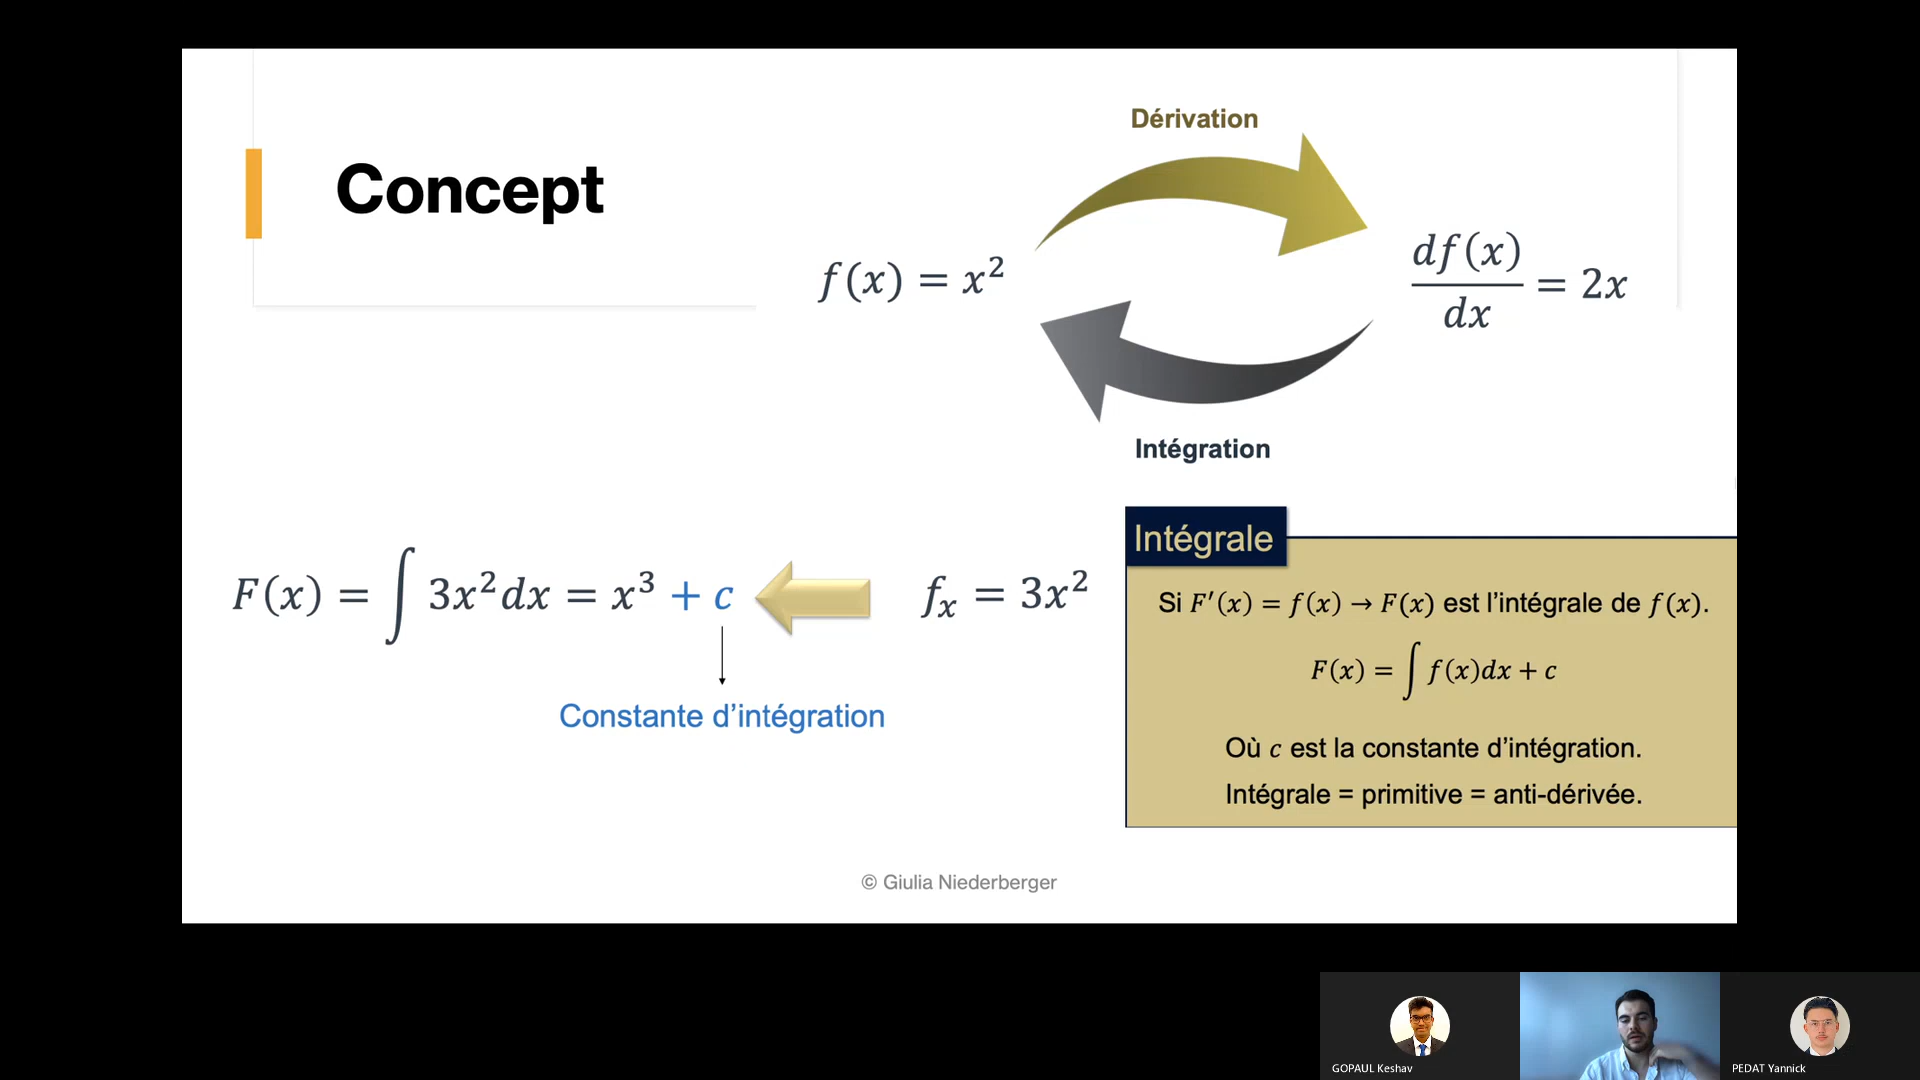 Concept
Dérivation
f(x) = x²
df(x)/dx = 2x
Intégration
F(x) = ∫ 3x²dx = x³ + c
fₓ = 3x²
Constante d’intégration
Intégrale
Si F′(x) = f(x) → F(x) est l’intégrale de f(x).
F(x) = ∫ f(x)dx + c
Où c est la constante d’intégration.
Intégrale = primitive = anti-dérivée.
© Giulia Niederberger
GOPAUL Keshav
PEDAT Yannick